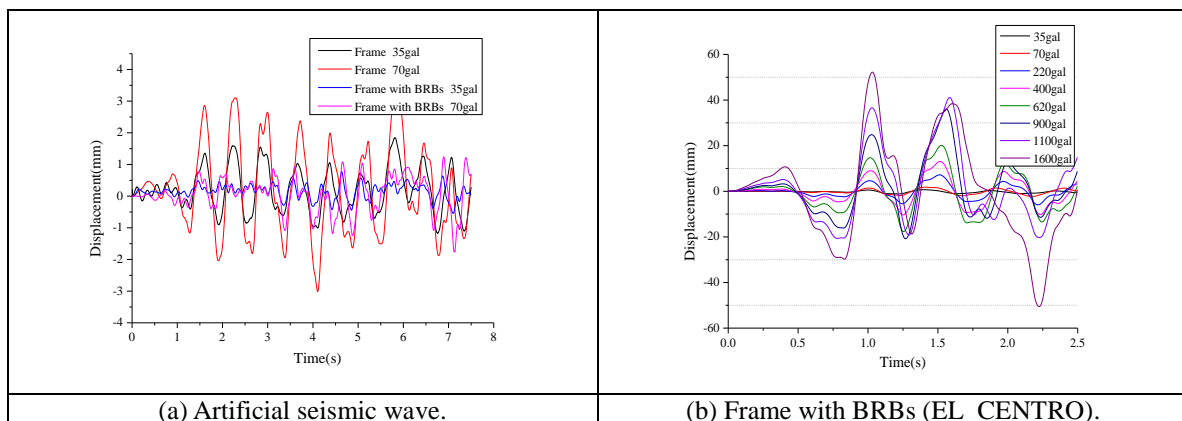 Frame 35gal
Frame 70gal
Frame with BRBs 35gal
Frame with BRBs 70gal
4
3
2
1
0
-1
-2
-3
-4
Displacement(mm)
0 1 2 3 4 5 6 7 8
Time(s)
(a) Artificial seismic wave.
35gal
70gal
220gal
400gal
620gal
900gal
1100gal
1600gal
60
40
20
0
-20
-40
-60
Displacement(mm)
0.0 0.5 1.0 1.5 2.0 2.5
Time(s)
(b) Frame with BRBs (EL CENTRO).